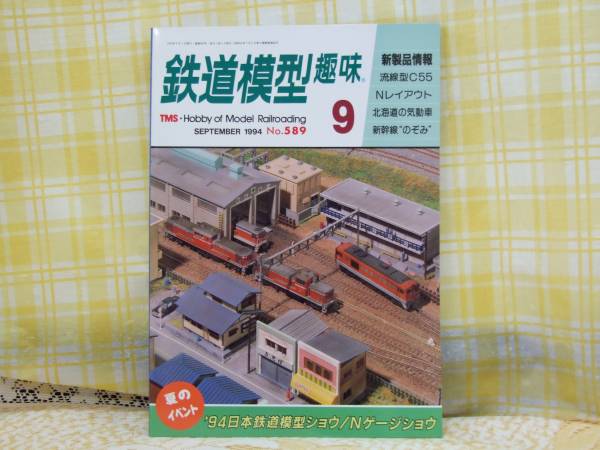 鉄道模型趣味
TMS・Hobby of Model Railroading
SEPTEMBER 1994 No.589
9
新製品情報
流線型C55
Nレイアウト
北海道の気動車
新幹線"のぞみ"
夏の
イベント
'94日本鉄道模型ショウ/Nゲージショウ